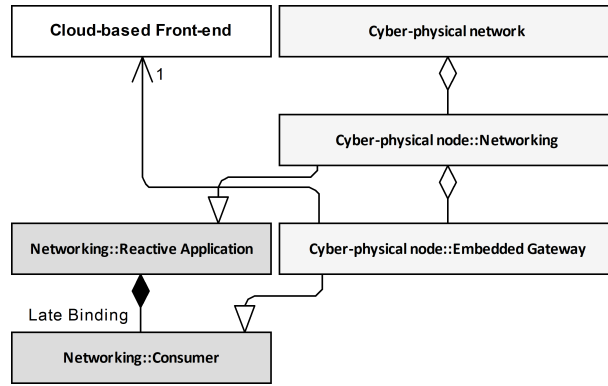 Cloud-based Front-end
Cyber-physical network
1
Cyber-physical node::Networking
Networking::Reactive Application
Cyber-physical node::Embedded Gateway
Late Binding
Networking::Consumer